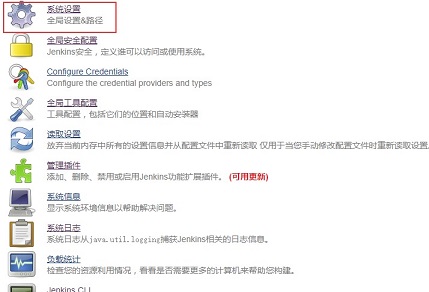 系统设置
全局设置&路径
全局安全配置
Jenkins安全，定义谁可以访问或使用系统。
Configure Credentials
Configure the credential providers and types
全局工具配置
工具配置，包括它们的位置和自动安装器
读取设置
放弃当前内存中所有的设置信息并从配置文件中重新读取 仅用于当您手动修改配置文件时重新读取设置.
管理插件
添加、删除、禁用或启用Jenkins功能扩展插件。 (可用更新)
系统信息
显示系统环境信息以帮助解决问题。
系统日志
系统日志从java.util.logging捕获Jenkins相关的日志信息。
负载统计
检查您的资源利用情况，看看是否需要更多的计算机来帮助您构建。
Jenkins CLI